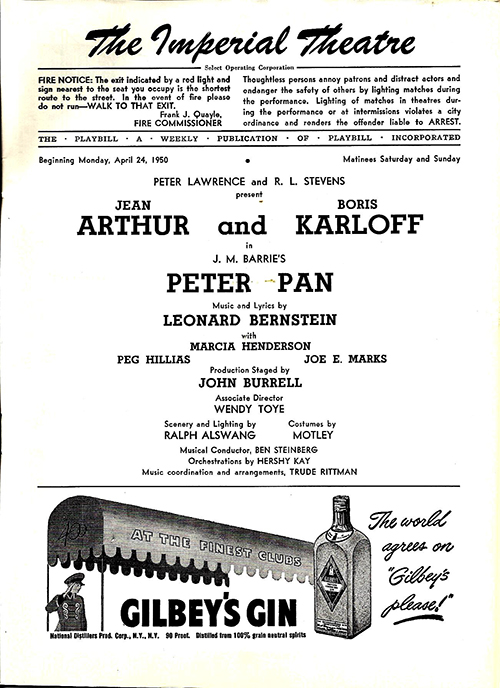 The Imperial Theatre
Select Operating Corporation
FIRE NOTICE: The exit indicated by a red light and
sign nearest to the seat you occupy is the shortest
route to the street. In the event of fire please
do not run—WALK TO THAT EXIT.
Frank J. Quayle,
FIRE COMMISSIONER
Thoughtless persons annoy patrons and distract actors and
endanger the safety of others by lighting matches during
the performance. Lighting of matches in theatres dur-
ing the performance or at intermissions violates a city
ordinance and renders the offender liable to ARREST.
THE · PLAYBILL · A · WEEKLY · PUBLICATION · OF · PLAYBILL · INCORPORATED
Beginning Monday, April 24, 1950 • Matinees Saturday and Sunday
PETER LAWRENCE and R. L. STEVENS
present
JEAN BORIS
ARTHUR and KARLOFF
in
J. M. BARRIE'S
PETER PAN
Music and Lyrics by
LEONARD BERNSTEIN
with
MARCIA HENDERSON
PEG HILLIAS JOE E. MARKS
Production Staged by
JOHN BURRELL
Associate Director
WENDY TOYE
Scenery and Lighting by Costumes by
RALPH ALSWANG MOTLEY
Musical Conductor, BEN STEINBERG
Orchestrations by HERSHY KAY
Music coordination and arrangements, TRUDE RITTMAN
AT THE FINEST CLUBS
GILBEY'S GIN
National Distillers Prod. Corp., N.Y., N.Y. 90 Proof. Distilled from 100% grain neutral spirits
The world
agrees on
"Gilbey's
please!"